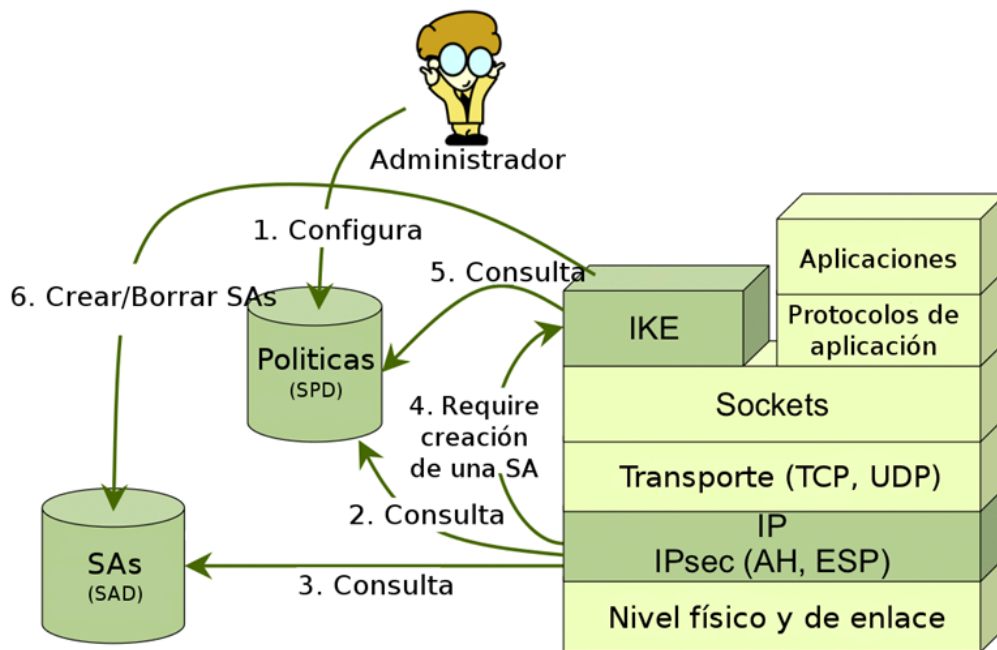 Administrador
1. Configura
5. Consulta
6. Crear/Borrar SAs
Politicas
(SPD)
4. Require
creación
de una SA
2. Consulta
SAs
(SAD)
3. Consulta
IKE
Aplicaciones
Protocolos de
aplicación
Sockets
Transporte (TCP, UDP)
IP
IPsec (AH, ESP)
Nivel físico y de enlace